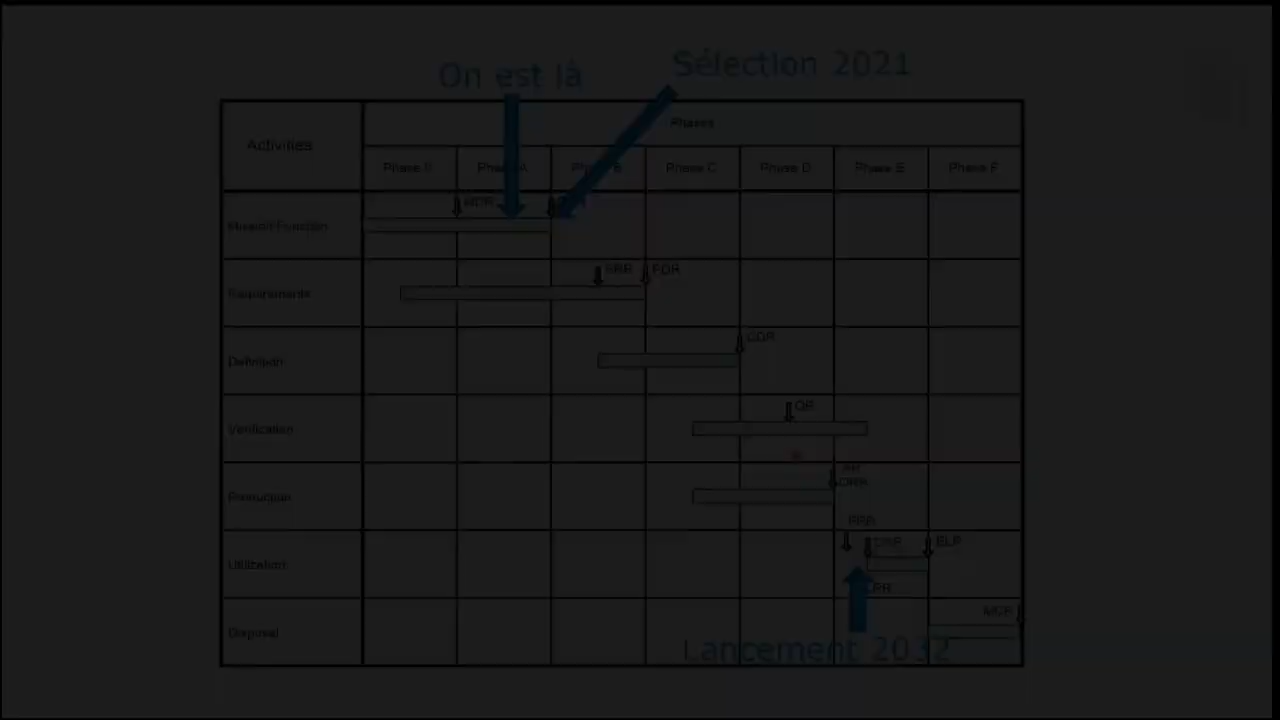 On est là
Sélection 2021
Activities
Phases
Phase 0
Phase A
Phase B
Phase C
Phase D
Phase E
Phase F
Mission/Function
MDR
Requirements
SRR
PDR
Definition
CDR
Verification
QR
Production
AR
ORR
Utilization
FRR
CRR
ELR
LRR
Disposal
MCR
Lancement 2032